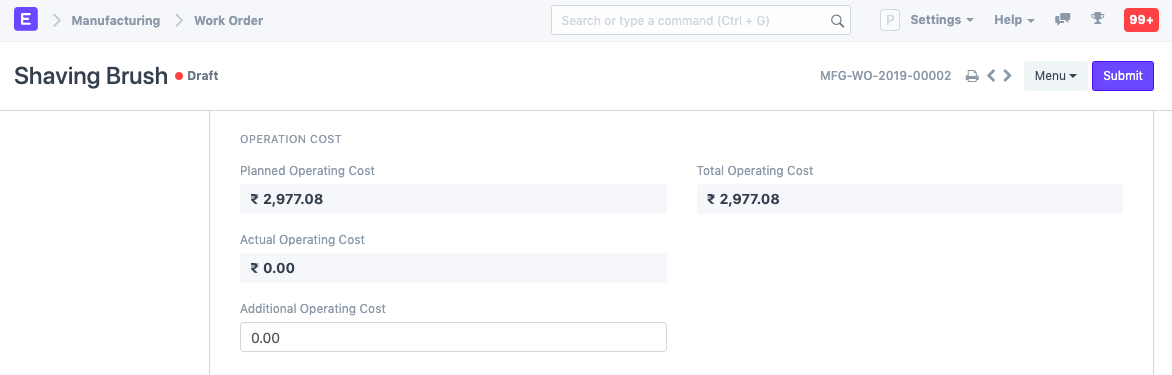 E Manufacturing Work Order Search or type a command (Ctrl + G) P Settings Help 99+
Shaving Brush Draft MFG-WO-2019-00002 Menu Submit
OPERATION COST
Planned Operating Cost Total Operating Cost
₹ 2,977.08 ₹ 2,977.08
Actual Operating Cost
₹ 0.00
Additional Operating Cost
0.00